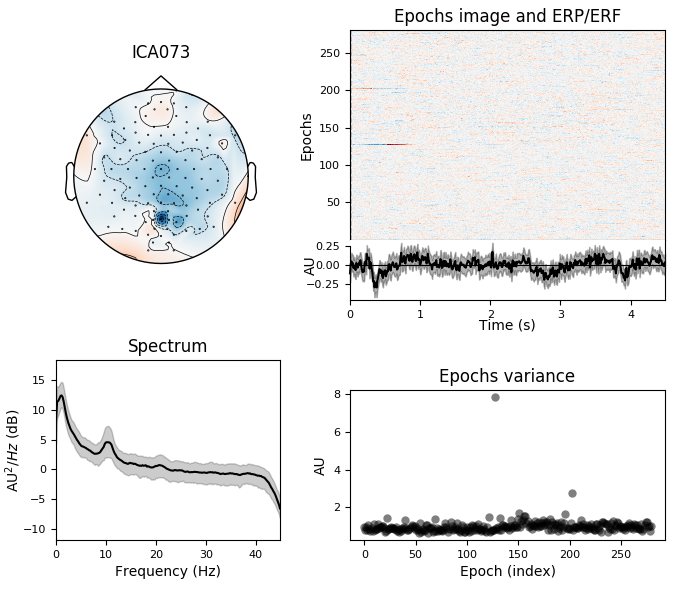 ICA073
Epochs image and ERP/ERF
Epochs
250
200
150
100
50
AU
0.25
0.00
−0.25
0 1 2 3 4
Time (s)
Spectrum
AU²/Hz (dB)
15
10
5
0
−5
−10
0 10 20 30 40
Frequency (Hz)
Epochs variance
AU
8
6
4
2
0 50 100 150 200 250
Epoch (index)